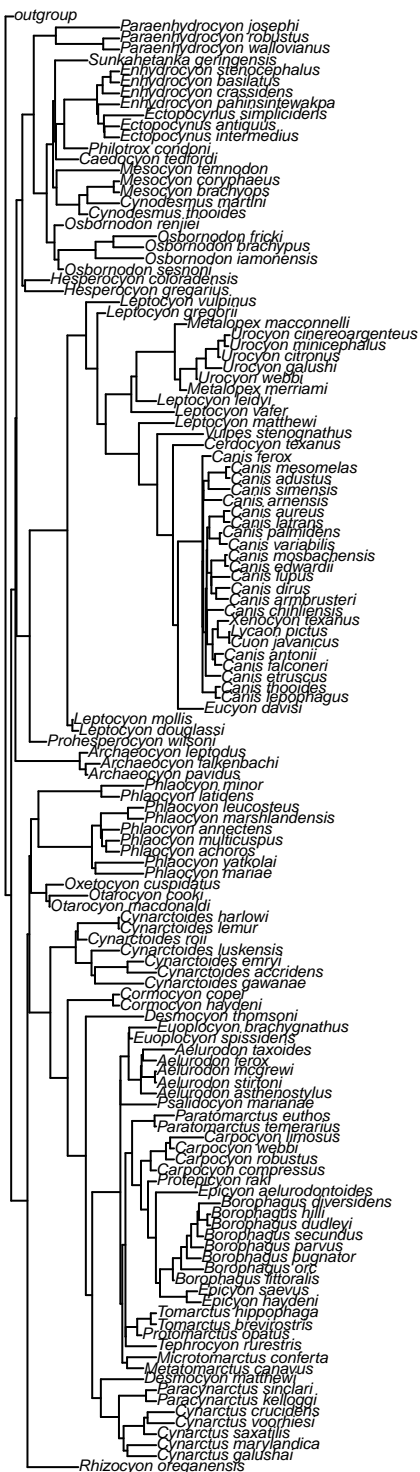 outgroup
Paraenhydrocyon josephi
Paraenhydrocyon robustus
Paraenhydrocyon wallovianus
Sunkahetanka geringensis
Enhydrocyon stenocephalus
Enhydrocyon basilatus
Enhydrocyon crassidens
Enhydrocyon pahinsintewakpa
Ectopocynus simplicidens
Ectopocynus antiquus
Ectopocynus intermedius
Philotrox condoni
Caedocyon tedfordi
Mesocyon temnodon
Mesocyon coryphaeus
Mesocyon brachyops
Cynodesmus martini
Cynodesmus thooides
Osbornodon renjiei
Osbornodon fricki
Osbornodon brachypus
Osbornodon iamonensis
Osbornodon sesnoni
Hesperocyon coloradensis
Hesperocyon gregarius
Leptocyon vulpinus
Leptocyon gregorii
Metalopex macconnelli
Urocyon cinereoargenteus
Urocyon minicephalus
Urocyon citronus
Urocyon galushi
Urocyon webbi
Metalopex merriami
Leptocyon leidyi
Leptocyon vafer
Leptocyon matthewi
Vulpes stenognathus
Cerdocyon texanus
Canis ferox
Canis mesomelas
Canis adustus
Canis simensis
Canis arnensis
Canis aureus
Canis latrans
Canis palmidens
Canis variabilis
Canis mosbachensis
Canis edwardii
Canis lupus
Canis dirus
Canis armbrusteri
Canis chihliensis
Xenocyon texanus
Lycaon pictus
Cuon javanicus
Canis antonii
Canis falconeri
Canis etruscus
Canis thooides
Canis lepophagus
Eucyon davisi
Leptocyon mollis
Leptocyon douglassi
Prohesperocyon wilsoni
Archaeocyon leptodus
Archaeocyon falkenbachi
Archaeocyon pavidus
Phlaocyon minor
Phlaocyon latidens
Phlaocyon leucosteus
Phlaocyon marshlandensis
Phlaocyon annectens
Phlaocyon multicuspus
Phlaocyon achoros
Phlaocyon yatkolai
Phlaocyon mariae
Oxetocyon cuspidatus
Otarocyon cooki
Otarocyon macdonaldi
Cynarctoides harlowi
Cynarctoides lemur
Cynarctoides roii
Cynarctoides luskensis
Cynarctoides emryi
Cynarctoides accridens
Cynarctoides gawanae
Cormocyon copei
Cormocyon haydeni
Desmocyon thomsoni
Euoplocyon brachygnathus
Euoplocyon spissidens
Aelurodon taxoides
Aelurodon ferox
Aelurodon mcgrewi
Aelurodon stirtoni
Aelurodon asthenostylus
Psalidocyon marianae
Paratomarctus euthos
Paratomarctus temerarius
Carpocyon limosus
Carpocyon webbi
Carpocyon robustus
Carpocyon compressus
Protepicyon raki
Epicyon aelurodontoides
Borophagus diversidens
Borophagus hilli
Borophagus dudleyi
Borophagus secundus
Borophagus parvus
Borophagus pugnator
Borophagus orc
Borophagus littoralis
Epicyon saevus
Epicyon haydeni
Tomarctus hippophaga
Tomarctus brevirostris
Protomarctus opatus
Tephrocyon rurestris
Microtomarctus conferta
Metatomarctus canavus
Desmocyon matthewi
Paracynarctus sinclari
Paracynarctus kelloggi
Cynarctus crucidens
Cynarctus voorhiesi
Cynarctus saxatilis
Cynarctus marylandica
Cynarctus galushai
Rhizocyon oreganensis